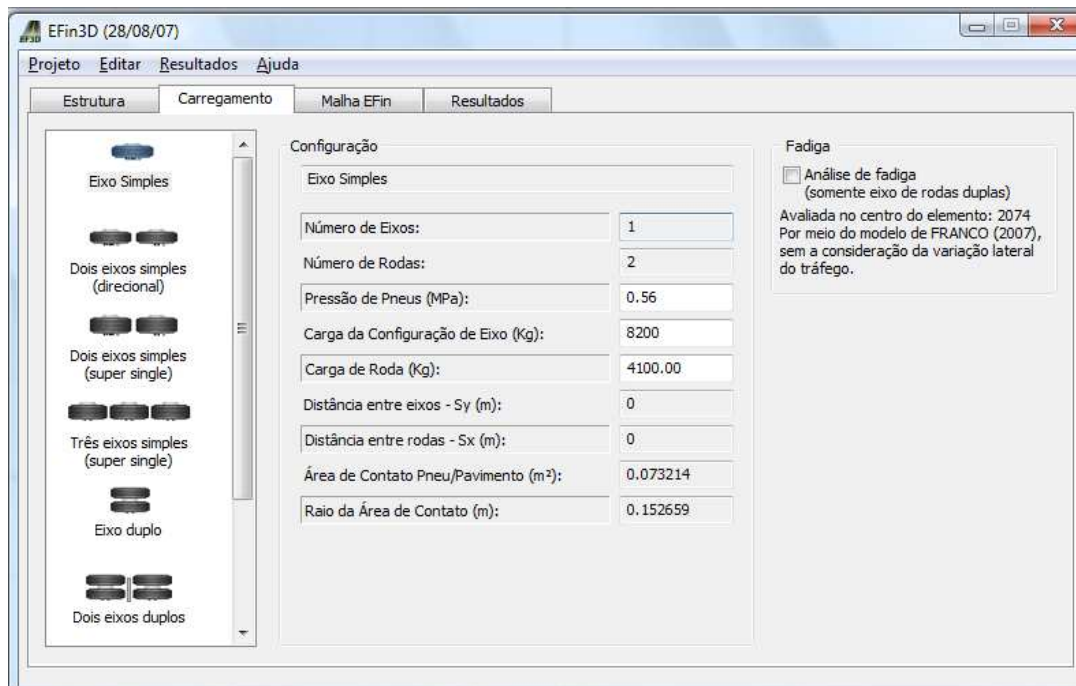 EF3D EFin3D (28/08/07)
Projeto Editar Resultados Ajuda
Estrutura Carregamento Malha EFin Resultados
Eixo Simples
Dois eixos simples
(direcional)
Dois eixos simples
(super single)
Três eixos simples
(super single)
Eixo duplo
Dois eixos duplos
Configuração
Eixo Simples
Número de Eixos: 1
Número de Rodas: 2
Pressão de Pneus (MPa): 0.56
Carga da Configuração de Eixo (Kg): 8200
Carga de Roda (Kg): 4100.00
Distância entre eixos - Sy (m): 0
Distância entre rodas - Sx (m): 0
Área de Contato Pneu/Pavimento (m²): 0.073214
Raio da Área de Contato (m): 0.152659
Fadiga
Análise de fadiga
(somente eixo de rodas duplas)
Avaliada no centro do elemento: 2074
Por meio do modelo de FRANCO (2007),
sem a consideração da variação lateral
do tráfego.